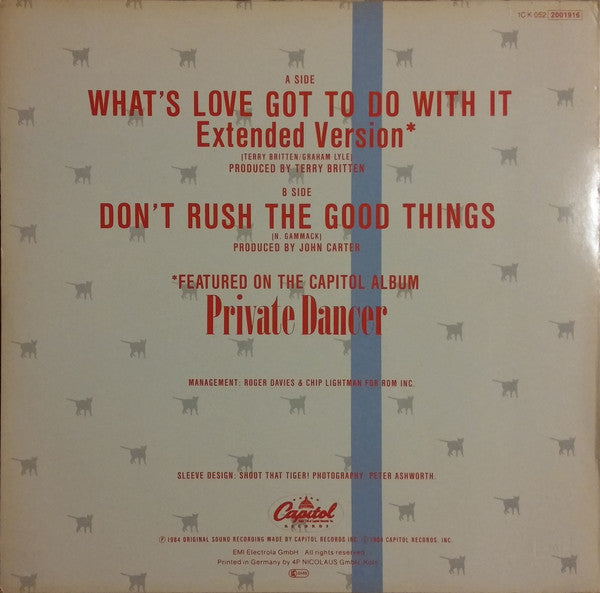 1C K 052 2001916
A SIDE
WHAT'S LOVE GOT TO DO WITH IT
Extended Version*
(TERRY BRITTEN/GRAHAM LYLE)
PRODUCED BY TERRY BRITTEN
B SIDE
DON'T RUSH THE GOOD THINGS
(N. GAMMACK)
PRODUCED BY JOHN CARTER
*FEATURED ON THE CAPITOL ALBUM
Private Dancer
MANAGEMENT: ROGER DAVIES & CHIP LIGHTMAN FOR RDM INC.
SLEEVE DESIGN: SHOOT THAT TIGER! PHOTOGRAPHY: PETER ASHWORTH.
Capitol
RECORDS
℗ 1984 ORIGINAL SOUND RECORDING MADE BY CAPITOL RECORDS INC. © 1984 CAPITOL RECORDS, INC.
EMI Electrola GmbH All rights reserved
Printed in Germany by 4P NICOLAUS GmbH, Köln